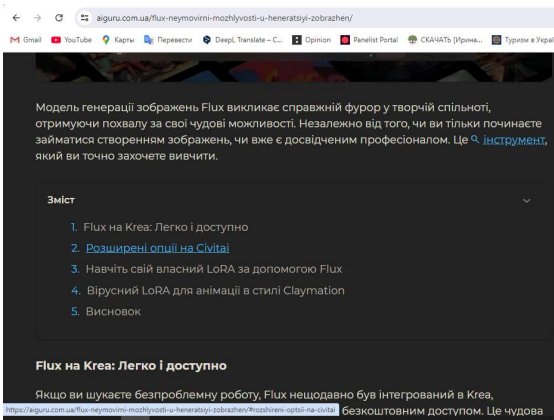 aiguru.com.ua/flux-neymovirni-mozhlyvosti-u-heneratsiyi-zobrazhen/
Gmail YouTube Карты Перевести DeepL Translate – C... Opinion Panelist Portal СКАЧАТЬ [Ирина... Туризм в Украї
Модель генерації зображень Flux викликає справжній фурор у творчій спільноті,
отримуючи похвалу за свої чудові можливості. Незалежно від того, чи ви тільки починаєте
займатися створенням зображень, чи вже є досвідченим професіоналом. Це інструмент,
який ви точно захочете вивчити.
Зміст
1. Flux на Krea: Легко і доступно
2. Розширені опції на Civitai
3. Навчіть свій власний LoRA за допомогою Flux
4. Вірусний LoRA для анімації в стилі Claymation
5. Висновок
Flux на Krea: Легко і доступно
Якщо ви шукаєте безпроблемну роботу, Flux нещодавно був інтегрований в Krea,
https://aiguru.com.ua/flux-neymovirni-mozhlyvosti-u-heneratsiyi-zobrazhen/#rozshireni-optsii-na-civitai безкоштовним доступом. Це чудова